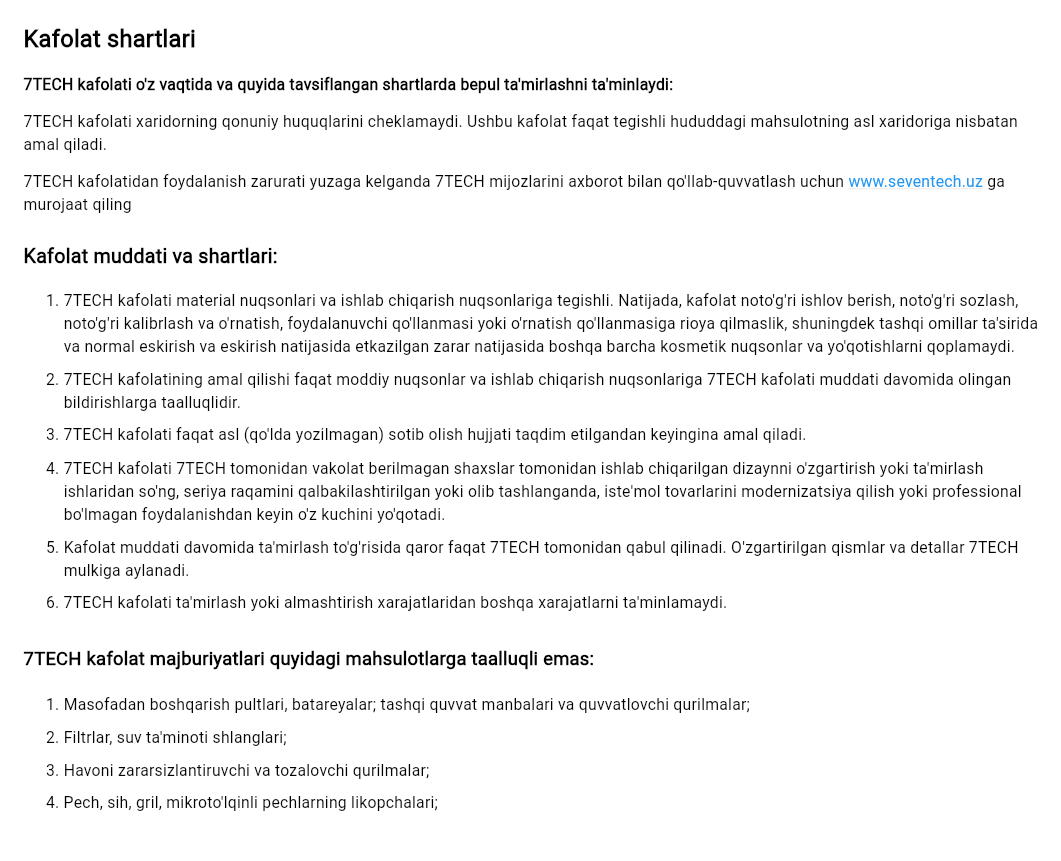 Kafolat shartlari
7TECH kafolati o'z vaqtida va quyida tavsiflangan shartlarda bepul ta'mirlashni ta'minlaydi:
7TECH kafolati xaridorning qonuniy huquqlarini cheklamaydi. Ushbu kafolat faqat tegishli hududdagi mahsulotning asl xaridoriga nisbatan
amal qiladi.
7TECH kafolatidan foydalanish zarurati yuzaga kelganda 7TECH mijozlarini axborot bilan qo'llab-quvvatlash uchun www.seventech.uz ga
murojaat qiling
Kafolat muddati va shartlari:
1. 7TECH kafolati material nuqsonlari va ishlab chiqarish nuqsonlariga tegishli. Natijada, kafolat noto'g'ri ishlov berish, noto'g'ri sozlash,
noto'g'ri kalibrlash va o'rnatish, foydalanuvchi qo'llanmasi yoki o'rnatish qo'llanmasiga rioya qilmaslik, shuningdek tashqi omillar ta'sirida
va normal eskirish va eskirish natijasida etkazilgan zarar natijasida boshqa barcha kosmetik nuqsonlar va yo'qotishlarni qoplamaydi.
2. 7TECH kafolatining amal qilishi faqat moddiy nuqsonlar va ishlab chiqarish nuqsonlariga 7TECH kafolati muddati davomida olingan
bildirishlarga taalluqlidir.
3. 7TECH kafolati faqat asl (qo'lda yozilmagan) sotib olish hujjati taqdim etilgandan keyingina amal qiladi.
4. 7TECH kafolati 7TECH tomonidan vakolat berilmagan shaxslar tomonidan ishlab chiqarilgan dizaynni o'zgartirish yoki ta'mirlash
ishlaridan so'ng, seriya raqamini qalbakilashtirilgan yoki olib tashlanganda, iste'mol tovarlarini modernizatsiya qilish yoki professional
bo'lmagan foydalanishdan keyin o'z kuchini yo'qotadi.
5. Kafolat muddati davomida ta'mirlash to'g'risida qaror faqat 7TECH tomonidan qabul qilinadi. O'zgartirilgan qismlar va detallar 7TECH
mulkiga aylanadi.
6. 7TECH kafolati ta'mirlash yoki almashtirish xarajatlaridan boshqa xarajatlarni ta'minlamaydi.
7TECH kafolat majburiyatlari quyidagi mahsulotlarga taalluqli emas:
1. Masofadan boshqarish pultlari, batareyalar; tashqi quvvat manbalari va quvvatlovchi qurilmalar;
2. Filtrlar, suv ta'minoti shlanglari;
3. Havoni zararsizlantiruvchi va tozalovchi qurilmalar;
4. Pech, sih, gril, mikroto'lqinli pechlarning likopchalari;